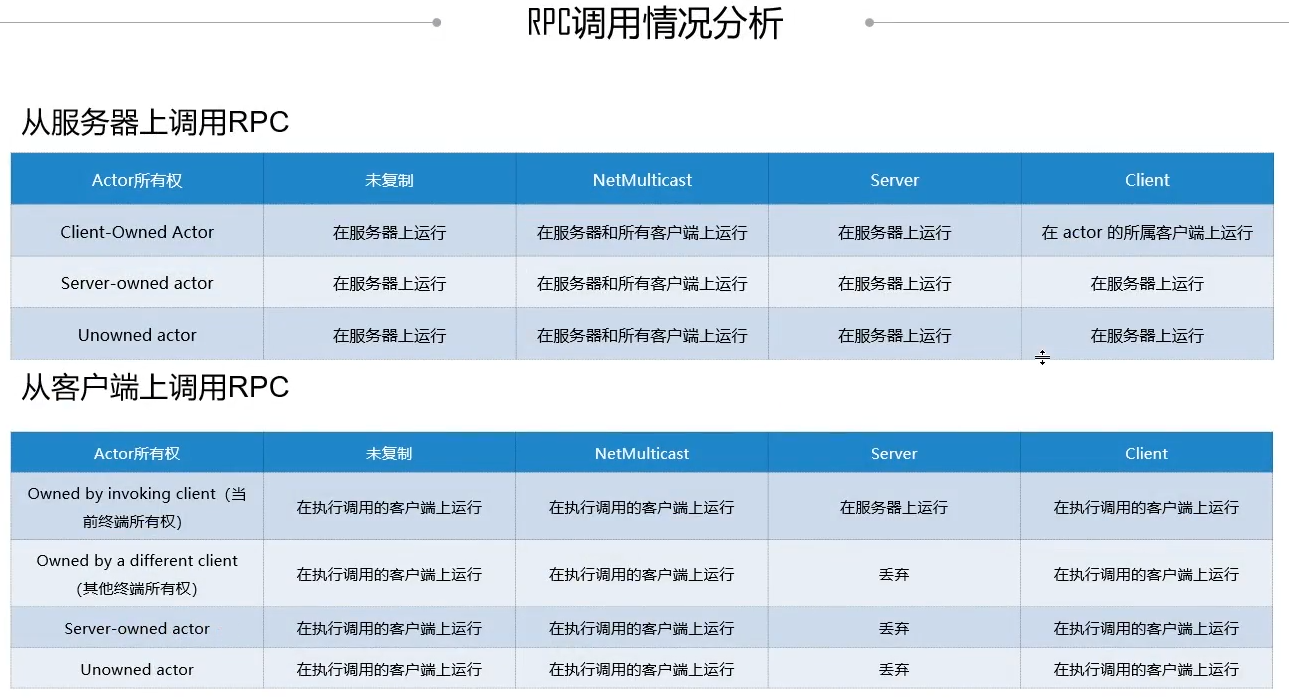 RPC调用情况分析
从服务器上调用RPC
Actor所有权 未复制 NetMulticast Server Client
Client-Owned Actor 在服务器上运行 在服务器和所有客户端上运行 在服务器上运行 在 actor 的所属客户端上运行
Server-owned actor 在服务器上运行 在服务器和所有客户端上运行 在服务器上运行 在服务器上运行
Unowned actor 在服务器上运行 在服务器和所有客户端上运行 在服务器上运行 在服务器上运行
从客户端上调用RPC
Actor所有权 未复制 NetMulticast Server Client
Owned by invoking client（当
前终端所有权） 在执行调用的客户端上运行 在执行调用的客户端上运行 在服务器上运行 在执行调用的客户端上运行
Owned by a different client
(其他终端所有权) 在执行调用的客户端上运行 在执行调用的客户端上运行 丢弃 在执行调用的客户端上运行
Server-owned actor 在执行调用的客户端上运行 在执行调用的客户端上运行 丢弃 在执行调用的客户端上运行
Unowned actor 在执行调用的客户端上运行 在执行调用的客户端上运行 丢弃 在执行调用的客户端上运行